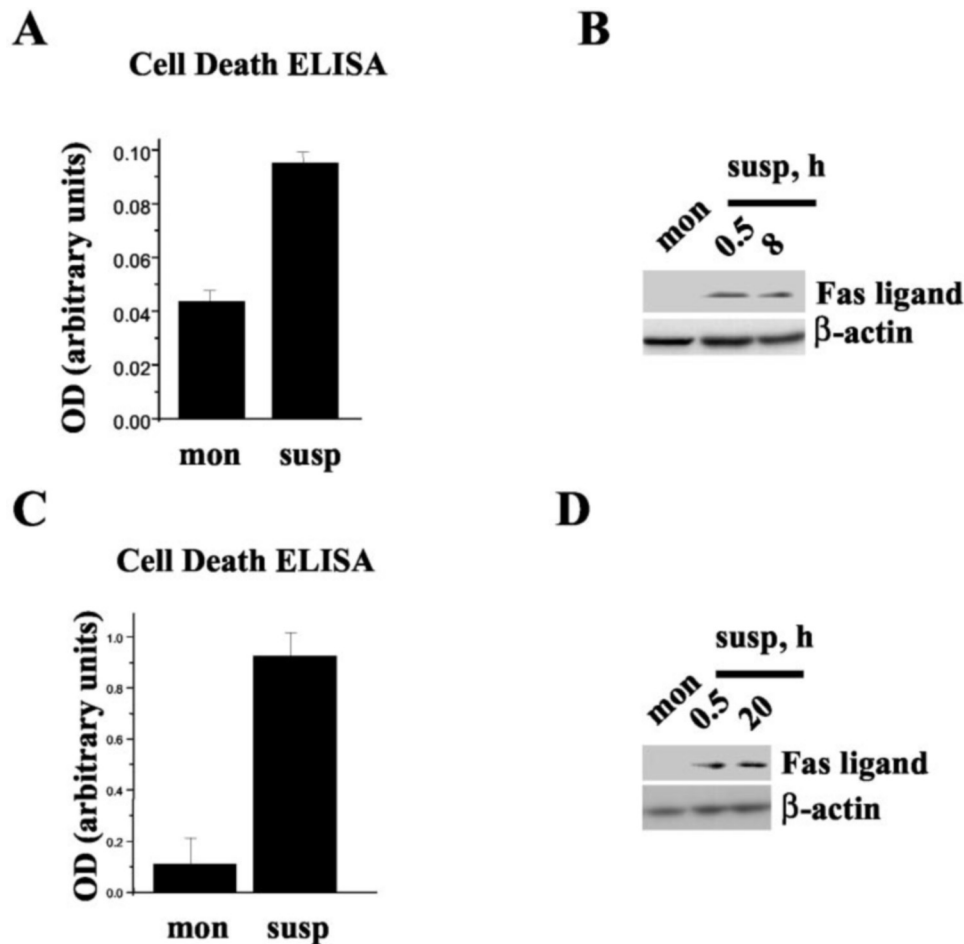 A
Cell Death ELISA
OD (arbitrary units)
0.10
0.08
0.06
0.04
0.02
0.00
mon susp
B
susp, h
mon 0.5 8
Fas ligand
β-actin
C
Cell Death ELISA
OD (arbitrary units)
1.0
0.8
0.6
0.4
0.2
0.0
mon susp
D
susp, h
mon 0.5 20
Fas ligand
β-actin